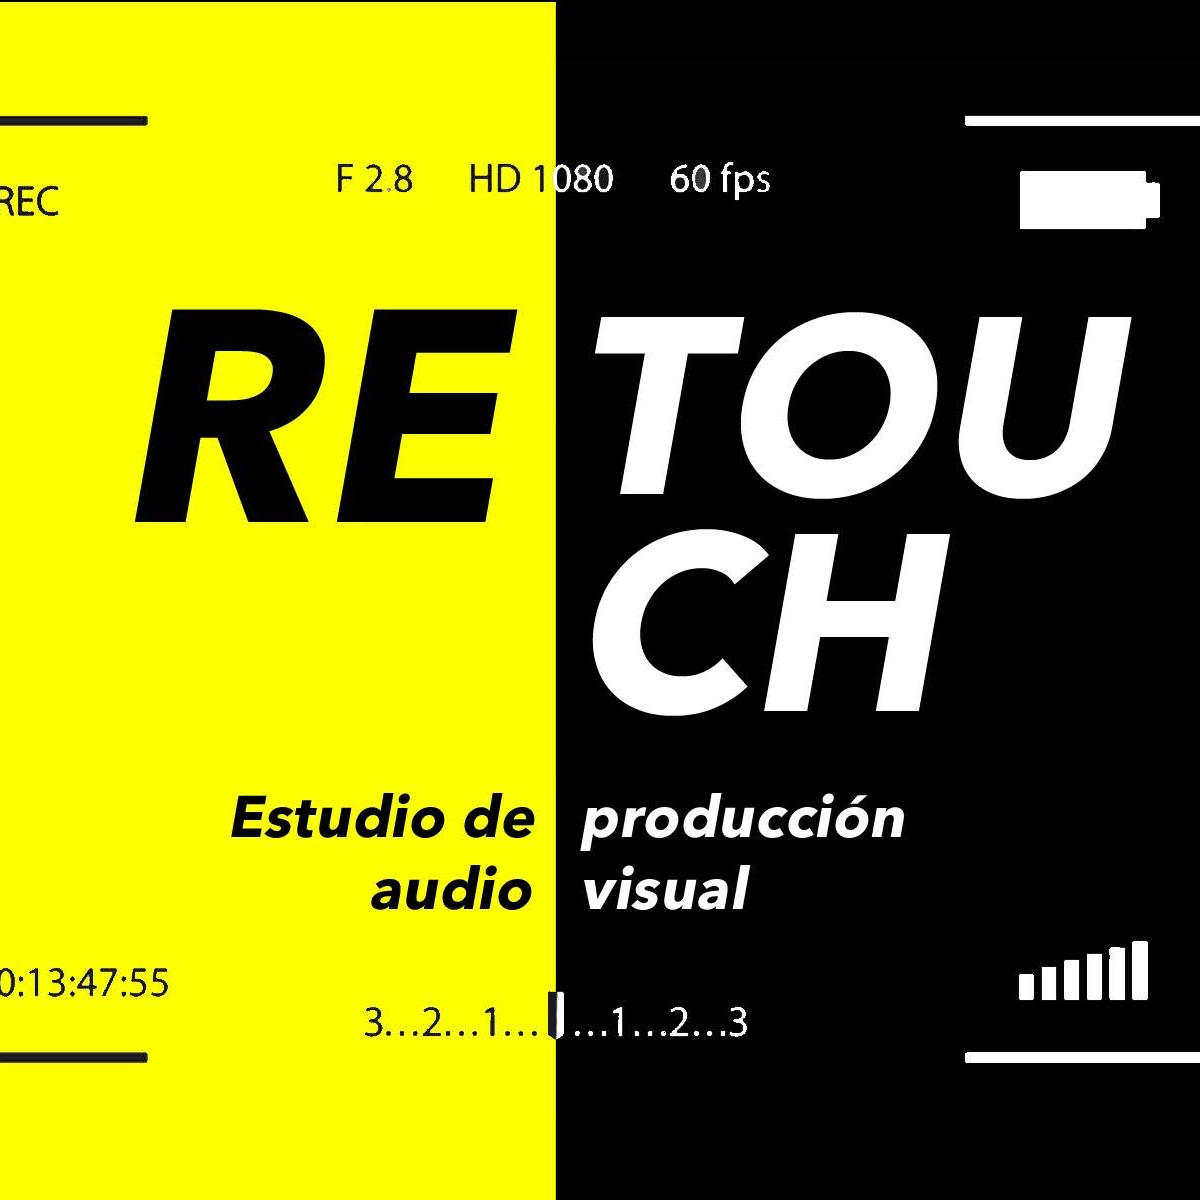 F 2.8 HD 1080 60 fps
REC
RE TOU
CH
Estudio de producción
audio visual
0:13:47:55
3...2...1... ...1...2...3